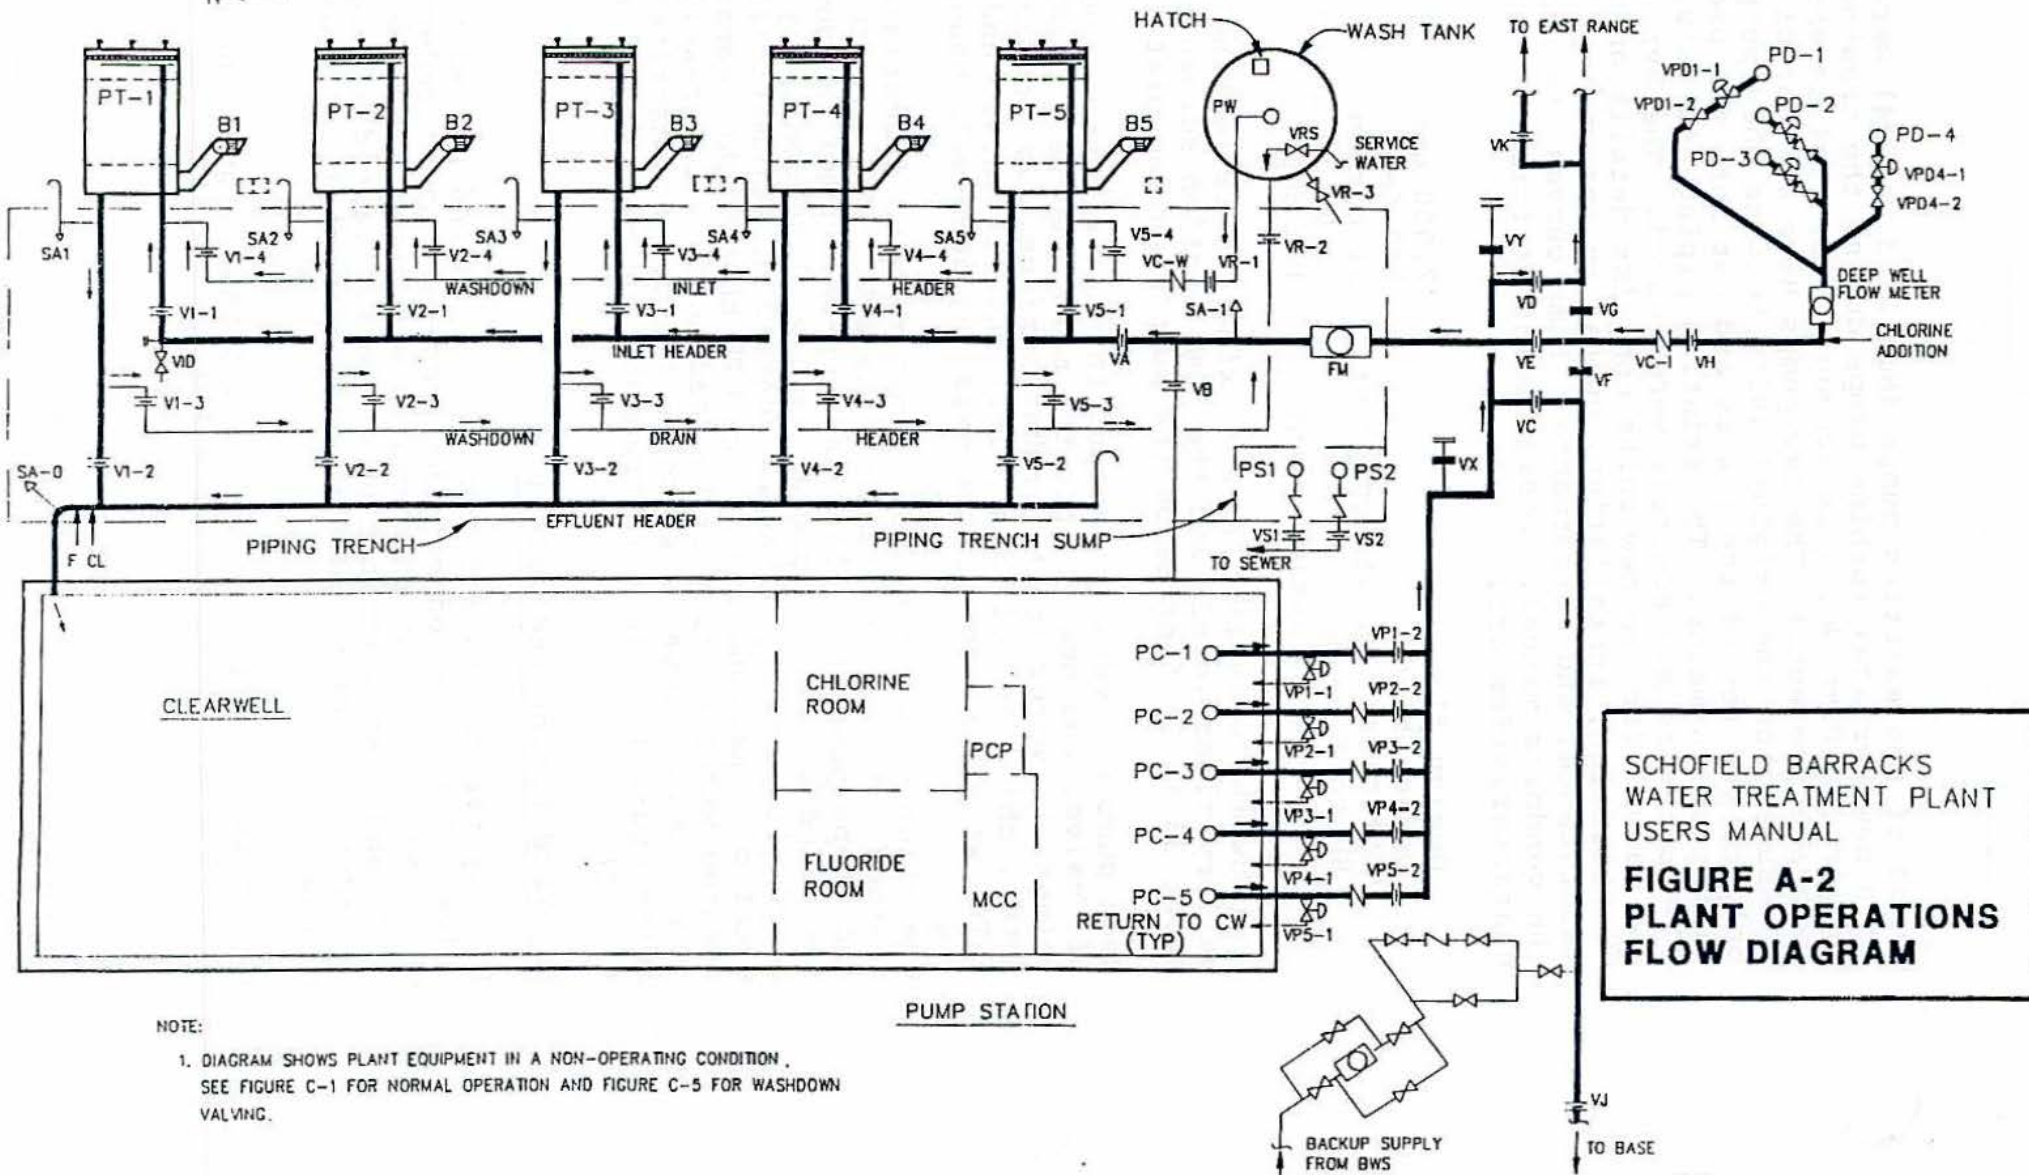 HATCH
WASH TANK
TO EAST RANGE
PD-1
VPD1-1
VPD1-2
PD-2
PD-3
PD-4
VPD4-1
VPD4-2
PT-1
B1
PT-2
B2
PT-3
B3
PT-4
B4
PT-5
B5
PW
VRS
SERVICE
WATER
VR-3
VK
SA1
V1-4
SA2
V2-4
SA3
V3-4
SA4
V4-4
SA5
V5-4
VC-W
VR-1
VR-2
VY
WASHDOWN
INLET
HEADER
VD
VG
DEEP WELL
FLOW METER
V1-1
V2-1
V3-1
V4-1
V5-1
SA-1
CHLORINE
ADDITION
V1D
INLET HEADER
VA
FM
VE
VC-1
VH
VF
V1-3
V2-3
V3-3
V4-3
V5-3
VB
VC
WASHDOWN
DRAIN
HEADER
SA-0
V1-2
V2-2
V3-2
V4-2
V5-2
PS1
PS2
VX
EFFLUENT HEADER
F CL
PIPING TRENCH
PIPING TRENCH SUMP
VS1
VS2
TO SEWER
CLEARWELL
CHLORINE
ROOM
PCP
FLUORIDE
ROOM
MCC
PC-1
VP1-2
VP1-1
PC-2
VP2-2
VP2-1
PC-3
VP3-2
VP3-1
PC-4
VP4-2
VP4-1
PC-5
VP5-2
VP5-1
RETURN TO CW
(TYP)
PUMP STATION
SCHOFIELD BARRACKS
WATER TREATMENT PLANT
USERS MANUAL
FIGURE A-2
PLANT OPERATIONS
FLOW DIAGRAM
NOTE:
1. DIAGRAM SHOWS PLANT EQUIPMENT IN A NON-OPERATING CONDITION,
SEE FIGURE C-1 FOR NORMAL OPERATION AND FIGURE C-5 FOR WASHDOWN
VALVING.
VJ
TO BASE
BACKUP SUPPLY
FROM BWS